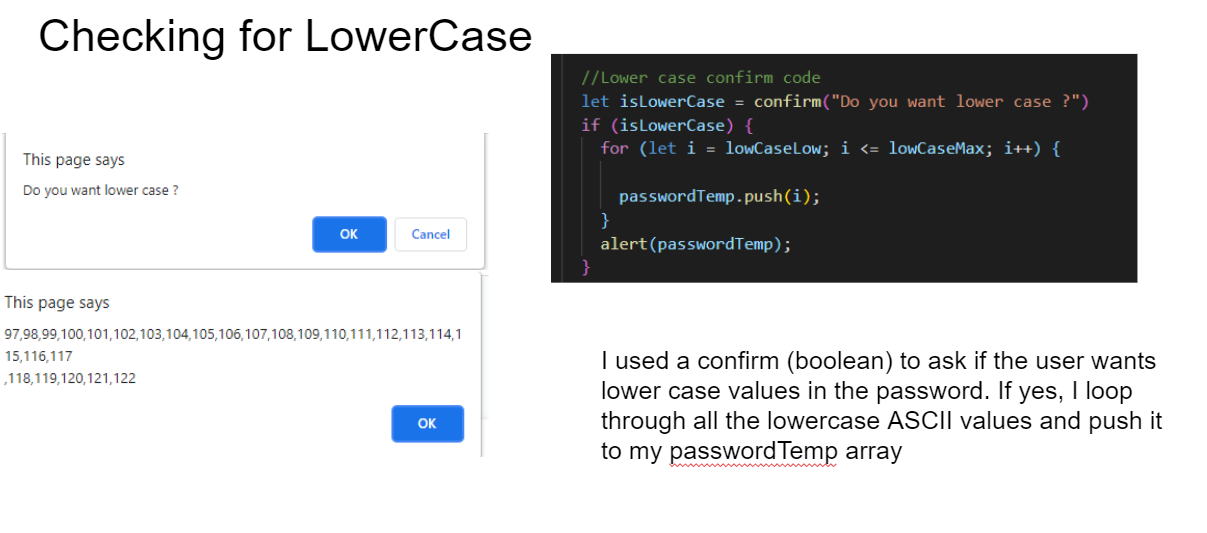 Checking for LowerCase
//Lower case confirm code
let isLowerCase = confirm("Do you want lower case ?")
if (isLowerCase) {
for (let i = lowCaseLow; i <= lowCaseMax; i++) {
passwordTemp.push(i);
}
alert(passwordTemp);
}
This page says
Do you want lower case ?
OK Cancel
This page says
97,98,99,100,101,102,103,104,105,106,107,108,109,110,111,112,113,114,1
15,116,117
,118,119,120,121,122
OK
I used a confirm (boolean) to ask if the user wants
lower case values in the password. If yes, I loop
through all the lowercase ASCII values and push it
to my passwordTemp array